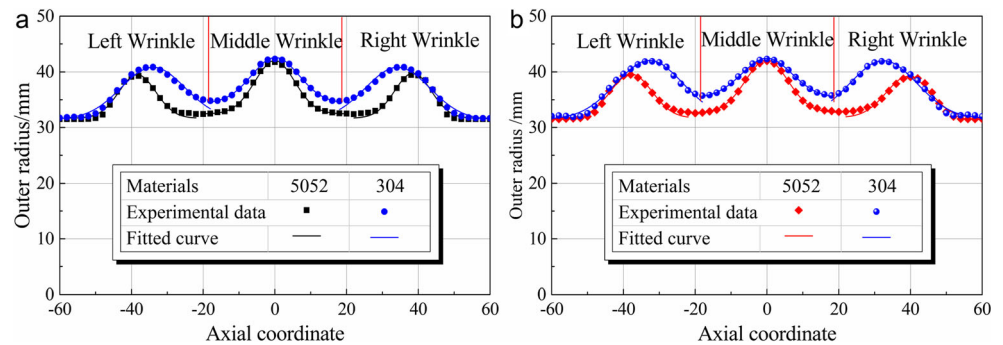 a
50
40
30
20
10
0
Outer radius/mm
Left Wrinkle Middle Wrinkle Right Wrinkle
Materials 5052 304
Experimental data
Fitted curve
-60 -40 -20 0 20 40 60
Axial coordinate
b
50
40
30
20
10
0
Outer radius /mm
Left Wrinkle Middle Wrinkle Right Wrinkle
Materials 5052 304
Experimental data
Fitted curve
-60 -40 -20 0 20 40 60
Axial coordinate